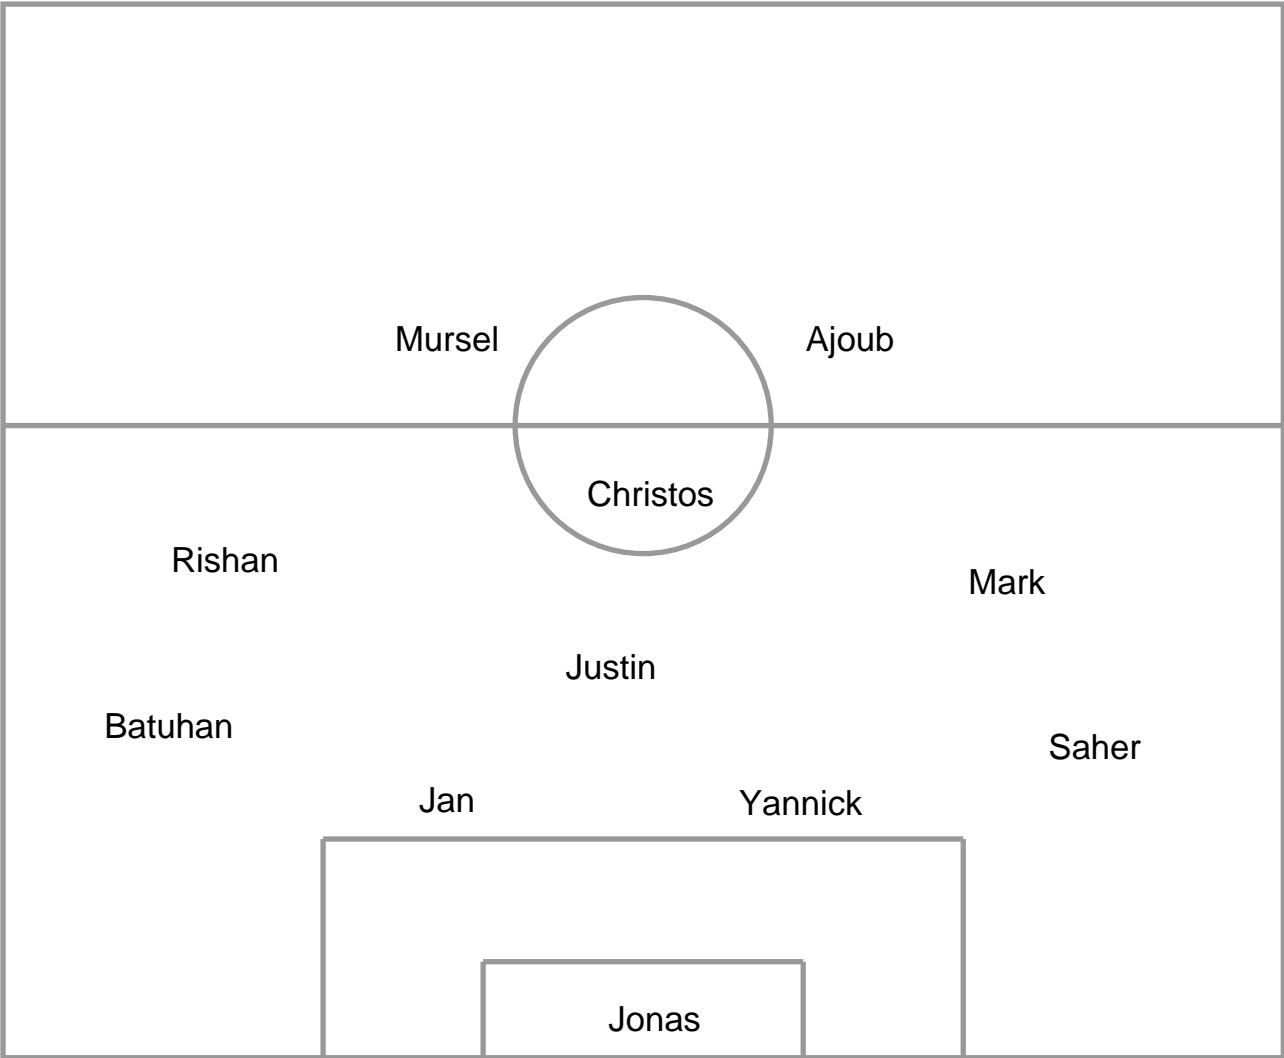 Mursel
Ajoub
Christos
Rishan
Mark
Justin
Batuhan
Saher
Jan
Yannick
Jonas